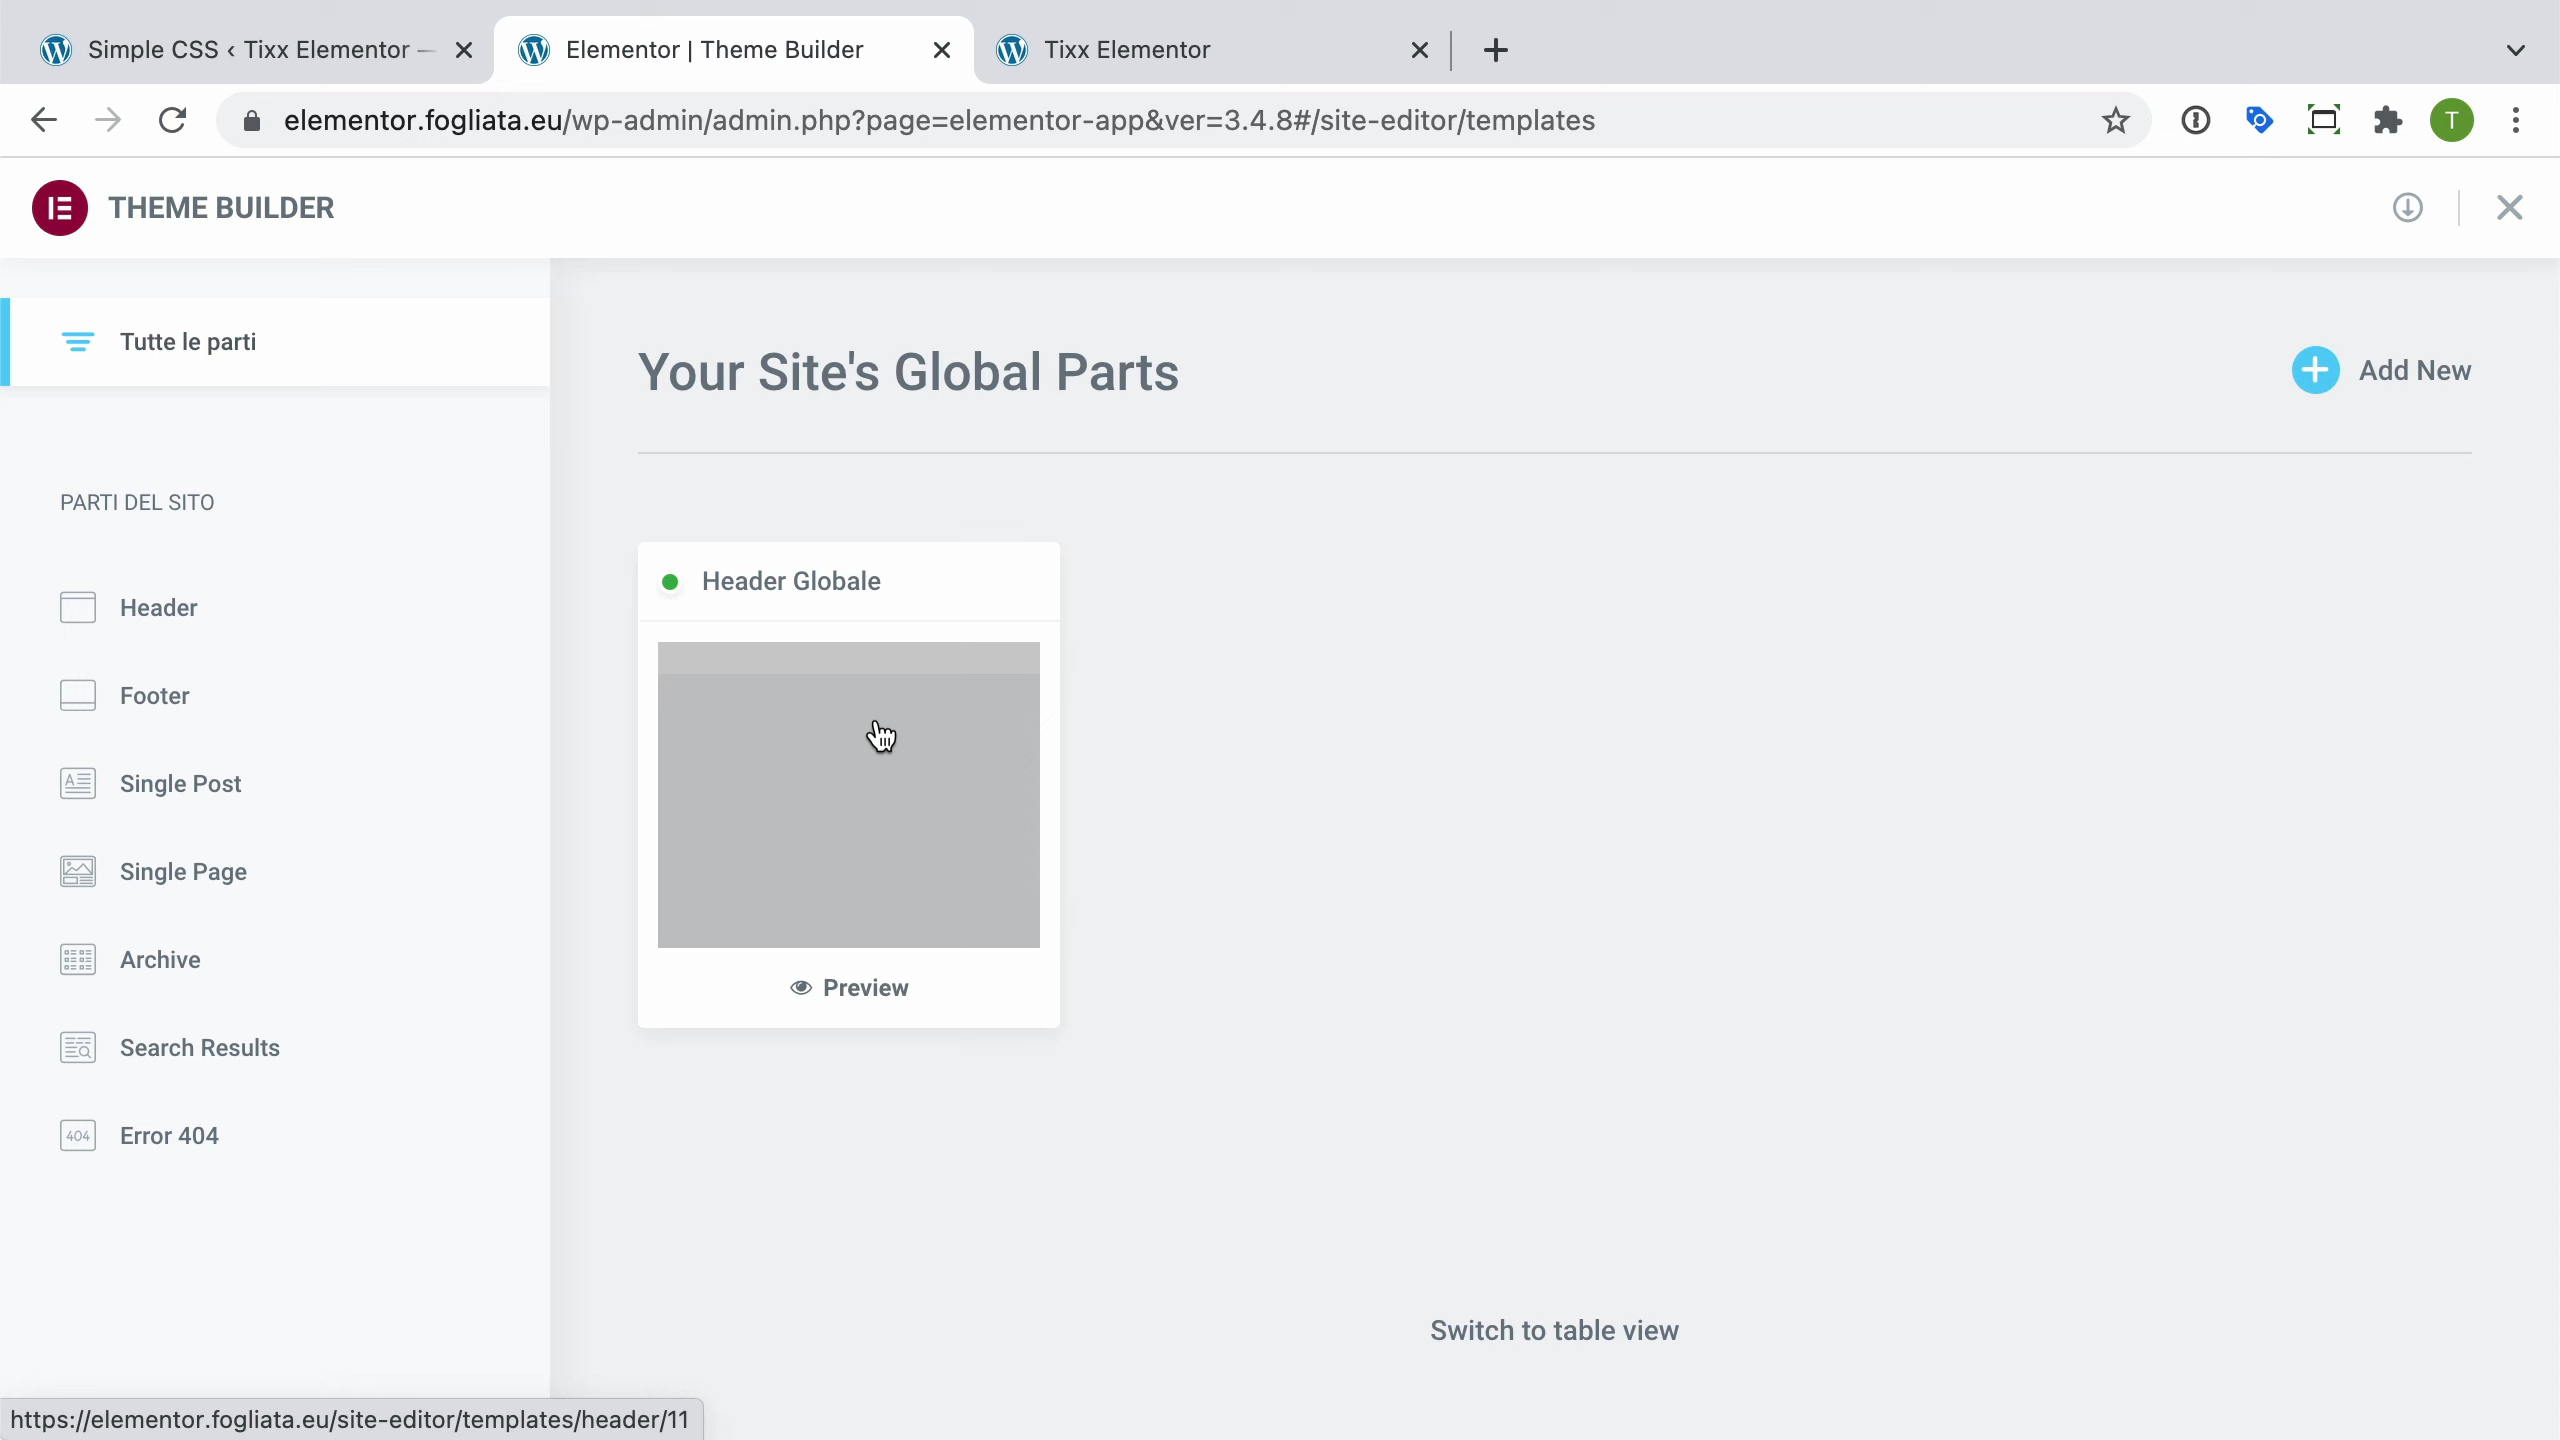 Simple CSS ‹ Tixx Elementor —
Elementor | Theme Builder
Tixx Elementor
elementor.fogliata.eu/wp-admin/admin.php?page=elementor-app&ver=3.4.8#/site-editor/templates
T
THEME BUILDER
Tutte le parti
Your Site's Global Parts
Add New
PARTI DEL SITO
Header Globale
Header
Footer
Single Post
Single Page
Archive
Preview
Search Results
404
Error 404
Switch to table view
https://elementor.fogliata.eu/site-editor/templates/header/11